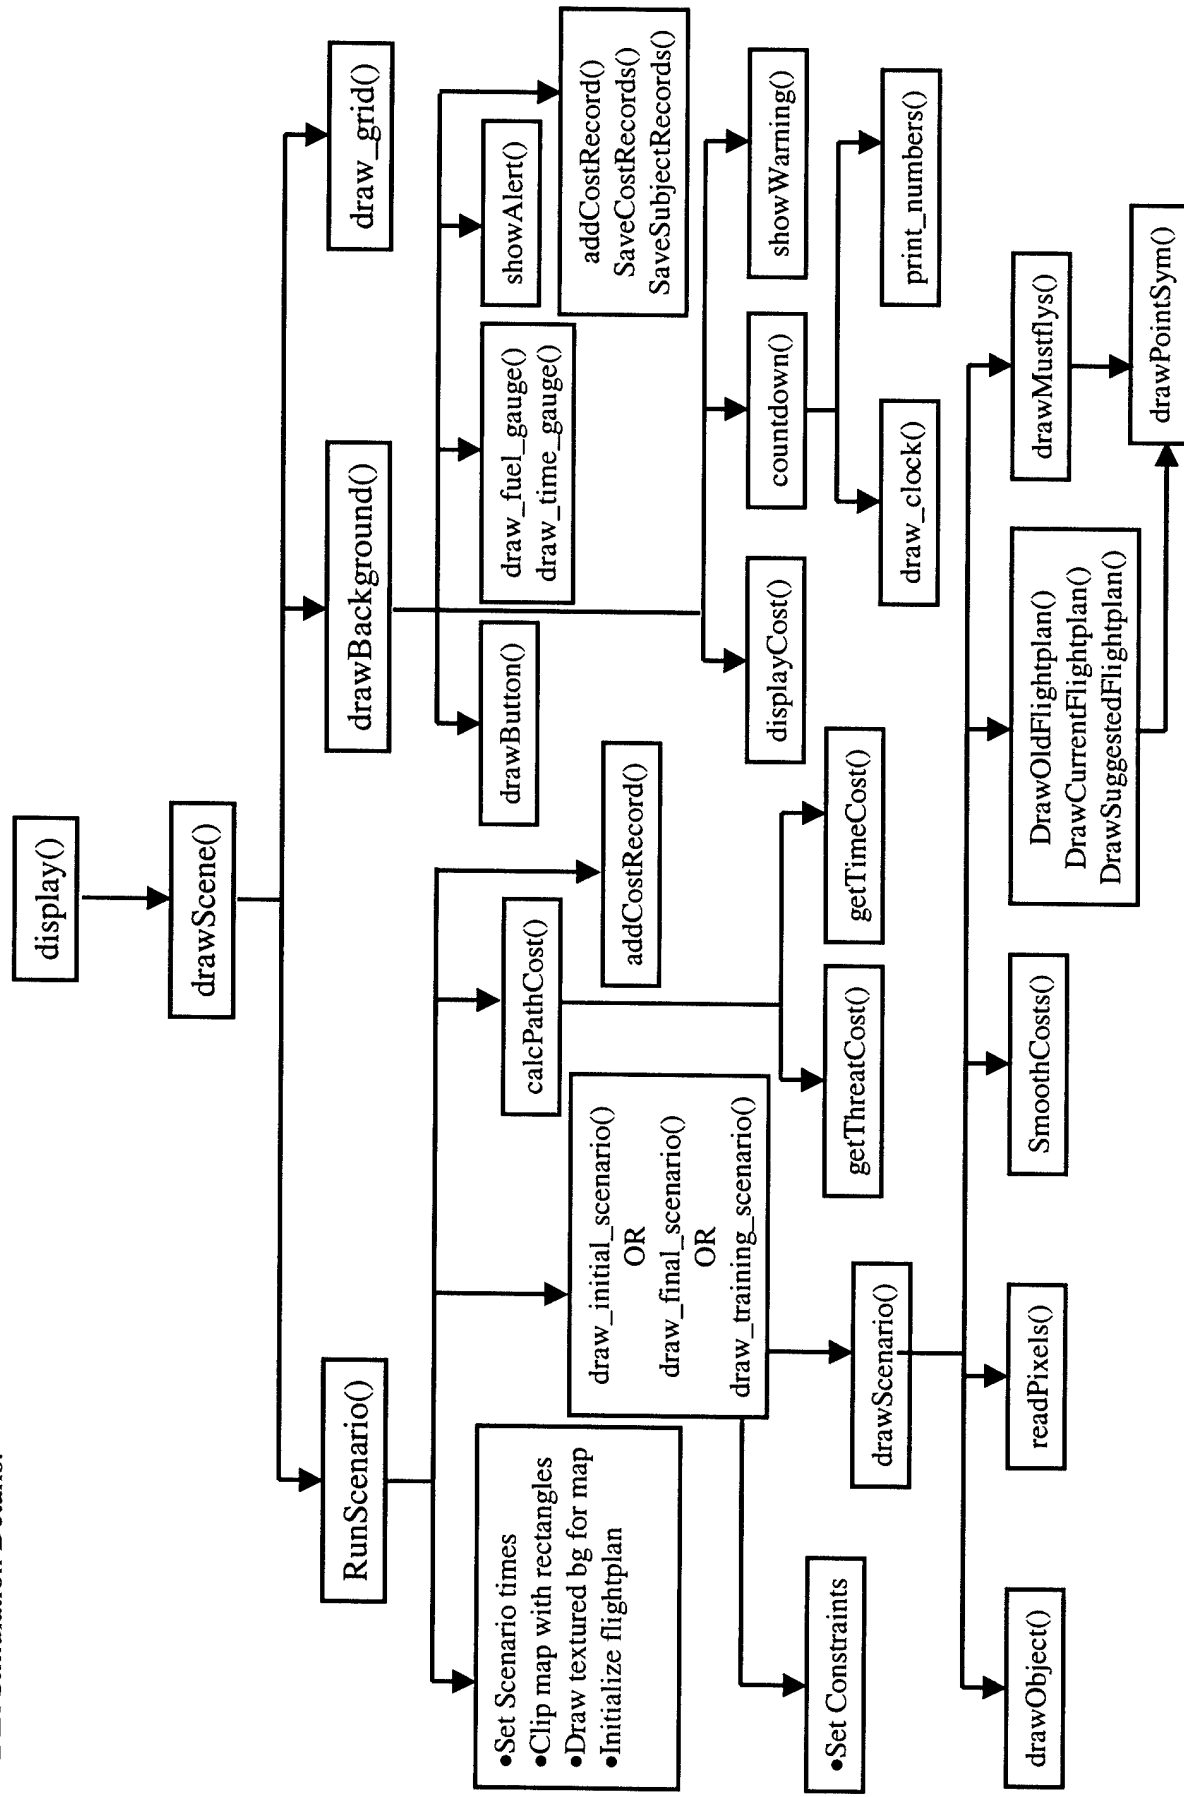 display()
drawScene()
RunScenario()
drawBackground()
draw_grid()
●Set Scenario times
●Clip map with rectangles
●Draw textured bg for map
●Initialize flightplan
draw_initial_scenario()
OR
draw_final_scenario()
OR
draw_training_scenario()
calcPathCost()
addCostRecord()
drawButton()
draw_fuel_gauge()
draw_time_gauge()
showAlert()
addCostRecord()
SaveCostRecords()
SaveSubjectRecords()
displayCost()
countdown()
showWarning()
●Set Constraints
drawScenario()
getThreatCost()
getTimeCost()
draw_clock()
print_numbers()
drawObject()
readPixels()
SmoothCosts()
DrawOldFlightplan()
DrawCurrentFlightplan()
DrawSuggestedFlightplan()
drawMustflys()
drawPointSym()